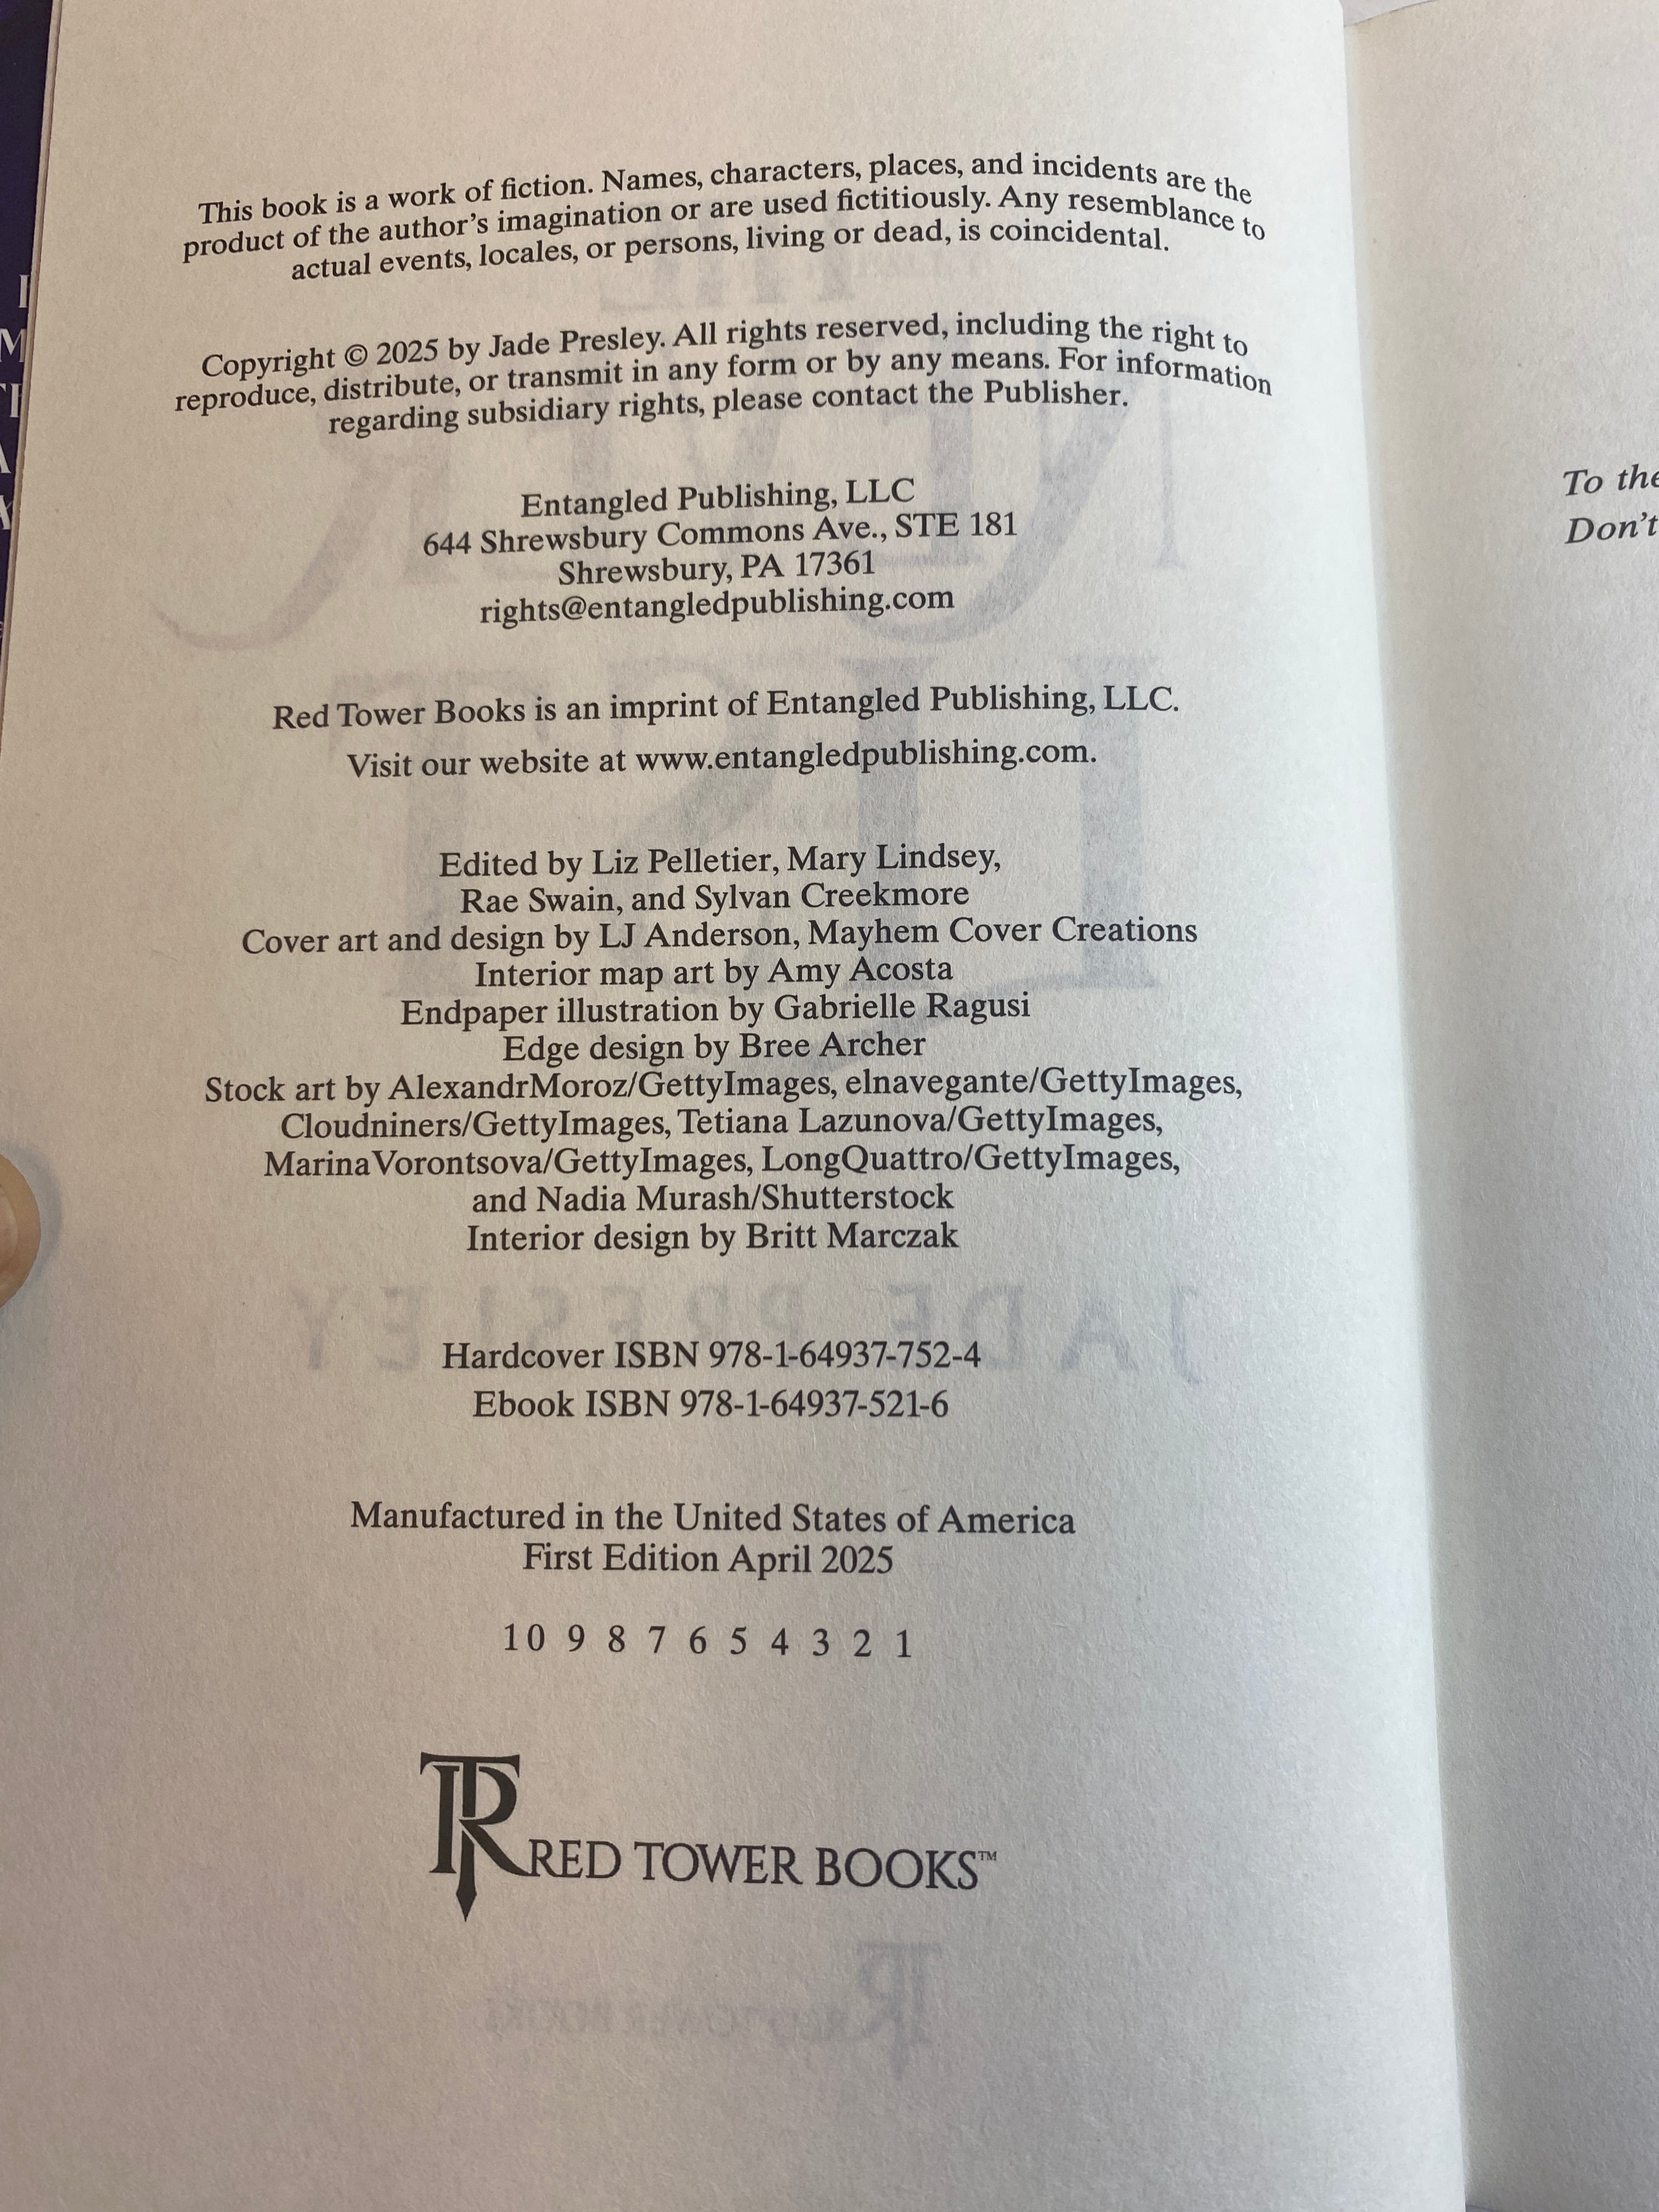 This book is a work of fiction. Names, characters, places, and incidents are the
product of the author's imagination or are used fictitiously. Any resemblance to
actual events, locales, or persons, living or dead, is coincidental.
Copyright © 2025 by Jade Presley. All rights reserved, including the right to
reproduce, distribute, or transmit in any form or by any means. For information
regarding subsidiary rights, please contact the Publisher.
Entangled Publishing, LLC
644 Shrewsbury Commons Ave., STE 181
Shrewsbury, PA 17361
rights@entangledpublishing.com
Red Tower Books is an imprint of Entangled Publishing, LLC.
Visit our website at www.entangledpublishing.com.
Edited by Liz Pelletier, Mary Lindsey,
Rae Swain, and Sylvan Creekmore
Cover art and design by LJ Anderson, Mayhem Cover Creations
Interior map art by Amy Acosta
Endpaper illustration by Gabrielle Ragusi
Edge design by Bree Archer
Stock art by AlexandrMoroz/GettyImages, elnavegante/GettyImages,
Cloudniners/GettyImages, Tetiana Lazunova/GettyImages,
MarinaVorontsova/GettyImages, LongQuattro/GettyImages,
and Nadia Murash/Shutterstock
Interior design by Britt Marczak
Hardcover ISBN 978-1-64937-752-4
Ebook ISBN 978-1-64937-521-6
Manufactured in the United States of America
First Edition April 2025
10 9 8 7 6 5 4 3 2 1
TR RED TOWER BOOKS™
To the
Don't